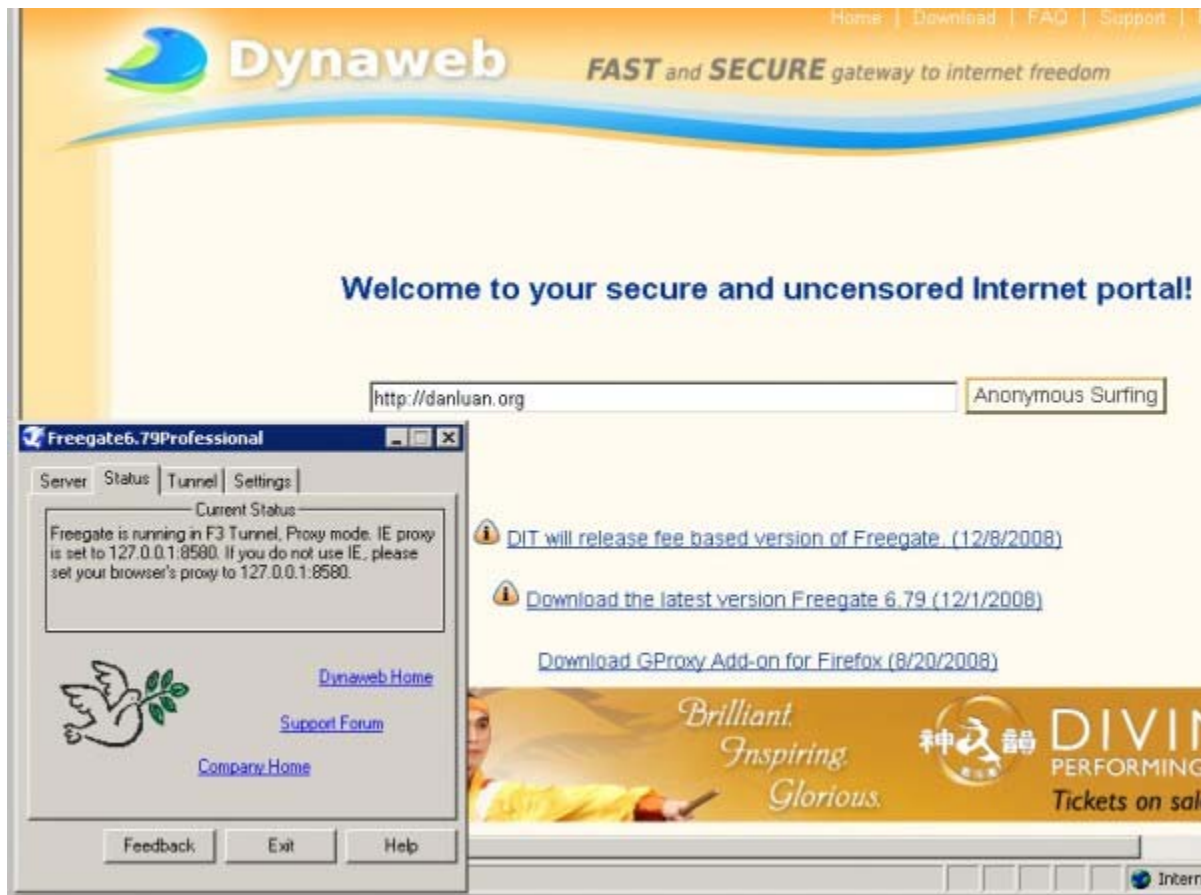 Home | Download | FAQ | Support |
Dynaweb
FAST and SECURE gateway to internet freedom
Welcome to your secure and uncensored Internet portal!
http://danluan.org
Anonymous Surfing
Freegate6.79Professional
Server Status Tunnel Settings
Current Status
Freegate is running in F3 Tunnel, Proxy mode. IE proxy
is set to 127.0.0.1:8580. If you do not use IE, please
set your browser's proxy to 127.0.0.1:8580.
Dynaweb Home
Support Forum
Company Home
Feedback Exit Help
DIT will release fee based version of Freegate. (12/8/2008)
Download the latest version Freegate 6.79 (12/1/2008)
Download GProxy Add-on for Firefox (8/20/2008)
Brilliant.
Inspiring.
Glorious.
神 韻
DIVIN
PERFORMING
Tickets on sal
Intern